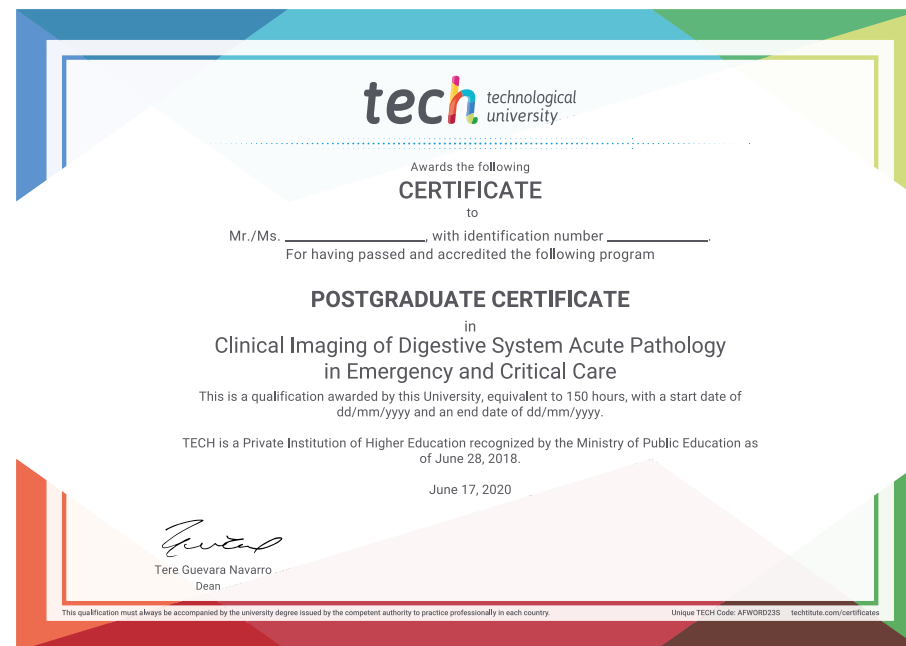 tech technological
university
Awards the following
CERTIFICATE
to
Mr./Ms. ____________________, with identification number ______________.
For having passed and accredited the following program
POSTGRADUATE CERTIFICATE
in
Clinical Imaging of Digestive System Acute Pathology
in Emergency and Critical Care
This is a qualification awarded by this University, equivalent to 150 hours, with a start date of
dd/mm/yyyy and an end date of dd/mm/yyyy.
TECH is a Private Institution of Higher Education recognized by the Ministry of Public Education as
of June 28, 2018.
June 17, 2020
Tere Guevara Navarro
Dean
This qualification must always be accompanied by the university degree issued by the competent authority to practice professionally in each country. Unique TECH Code: AFWORD23S techtitute.com/certificates